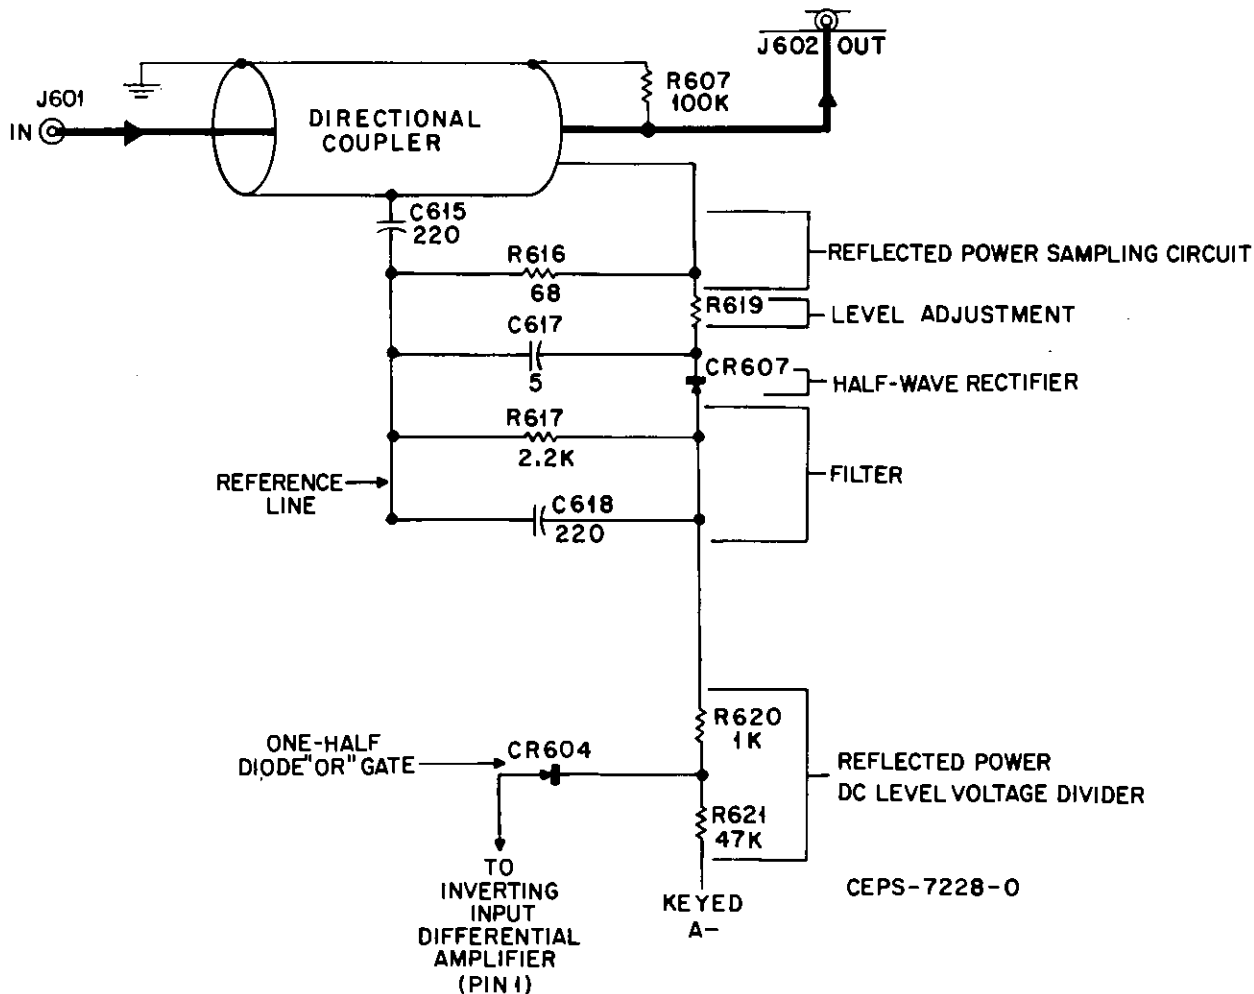 J602 OUT
R607
100K
J601
IN
DIRECTIONAL
COUPLER
C615
220
R616
68
REFLECTED POWER SAMPLING CIRCUIT
R619
LEVEL ADJUSTMENT
C617
5
CR607
HALF-WAVE RECTIFIER
R617
2.2K
FILTER
REFERENCE
LINE
C618
220
R620
1K
ONE-HALF
DIODE"OR" GATE
CR604
REFLECTED POWER
DC LEVEL VOLTAGE DIVIDER
R621
47K
TO
INVERTING
INPUT
DIFFERENTIAL
AMPLIFIER
(PIN 1)
KEYED
A-
CEPS-7228-0